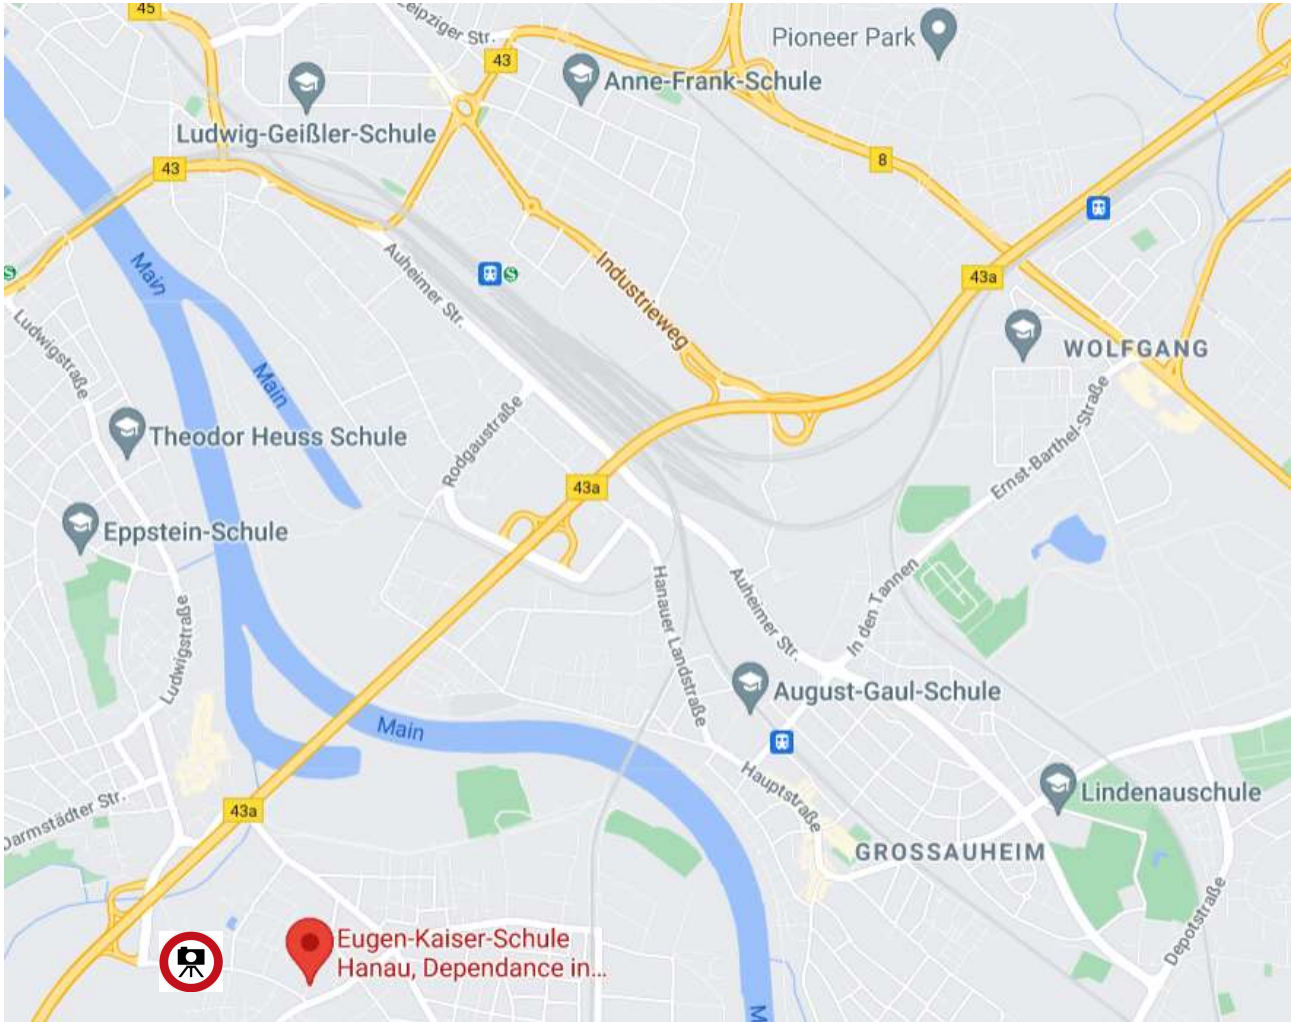 45
Leipziger Str.
43
Pioneer Park
Anne-Frank-Schule
Ludwig-Geißler-Schule
43
8
Auheimer Str.
Main
S
S
Industrieweg
43a
Ludwigstraße
WOLFGANG
Main
Theodor Heuss Schule
Rodgaustraße
Ernst-Barthel-Straße
43a
Eppstein-Schule
Hanauer Landstraße
Auheimer Str.
In den Tannen
Ludwigstraße
August-Gaul-Schule
Main
Hauptstraße
Darmstädter Str.
43a
Lindenauschule
GROSSAUHEIM
Depotstraße
Eugen-Kaiser-Schule
Hanau, Dependance in...
M